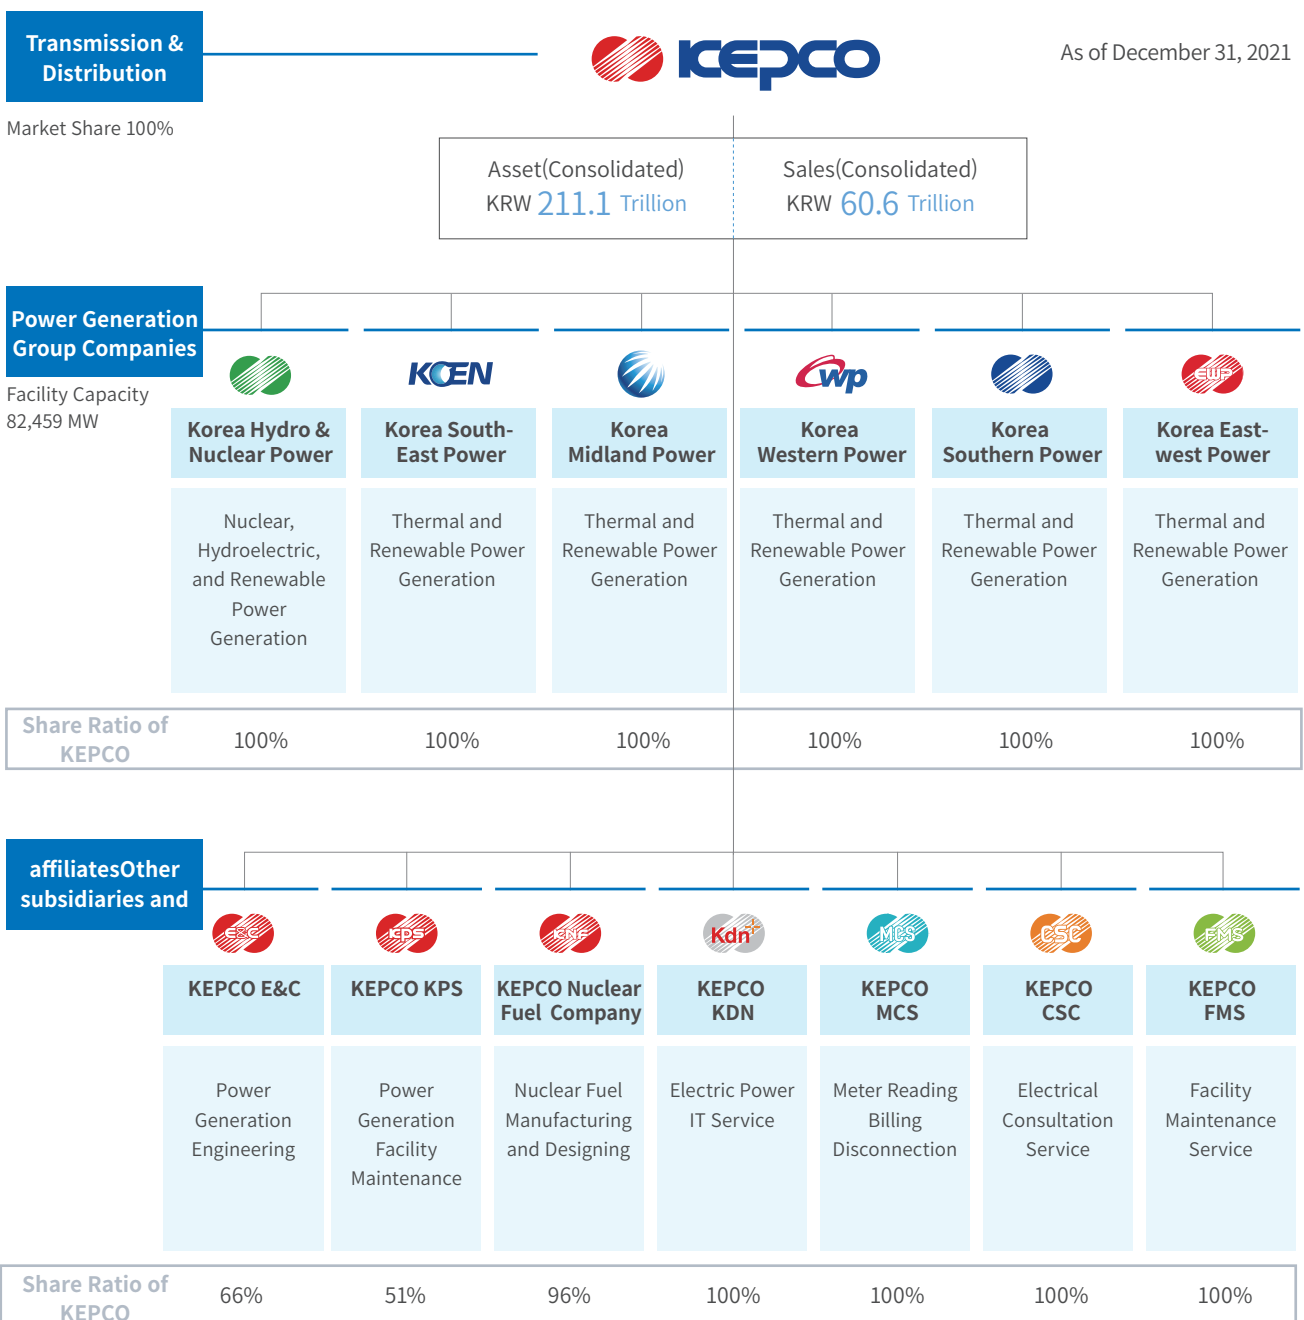 Transmission &
Distribution
KEPCO
As of December 31, 2021
Market Share 100%
Asset(Consolidated)
KRW 211.1 Trillion
Sales(Consolidated)
KRW 60.6 Trillion
Power Generation
Group Companies
Facility Capacity
82,459 MW
KOEN
wp
EWP
Korea Hydro &
Nuclear Power
Korea South-
East Power
Korea
Midland Power
Korea
Western Power
Korea
Southern Power
Korea East-
west Power
Nuclear,
Hydroelectric,
and Renewable
Power
Generation
Thermal and
Renewable Power
Generation
Thermal and
Renewable Power
Generation
Thermal and
Renewable Power
Generation
Thermal and
Renewable Power
Generation
Thermal and
Renewable Power
Generation
Share Ratio of
KEPCO
100%
100%
100%
100%
100%
100%
affiliatesOther
subsidiaries and
E&C
KPS
KNF
Kdn+
MCS
CSC
FMS
KEPCO E&C
KEPCO KPS
KEPCO Nuclear
Fuel Company
KEPCO
KDN
KEPCO
MCS
KEPCO
CSC
KEPCO
FMS
Power
Generation
Engineering
Power
Generation
Facility
Maintenance
Nuclear Fuel
Manufacturing
and Designing
Electric Power
IT Service
Meter Reading
Billing
Disconnection
Electrical
Consultation
Service
Facility
Maintenance
Service
Share Ratio of
KEPCO
66%
51%
96%
100%
100%
100%
100%